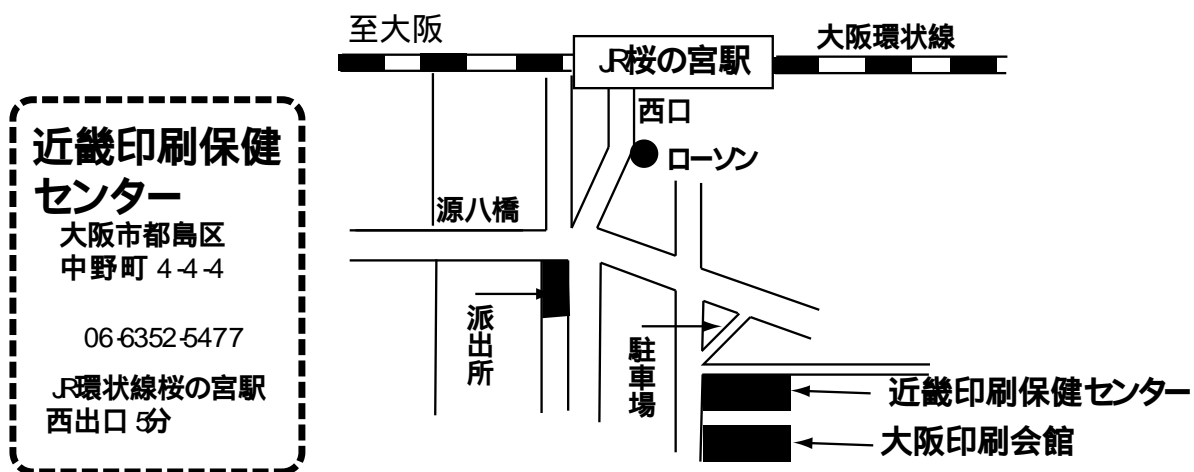 至大阪
JR桜の宮駅
大阪環状線
西口
ローソン
近畿印刷保健
センター
大阪市都島区
中野町 4-4-4
06-6352-5477
JR環状線桜の宮駅
西出口 5分
源八橋
派出所
駐車場
近畿印刷保健センター
大阪印刷会館